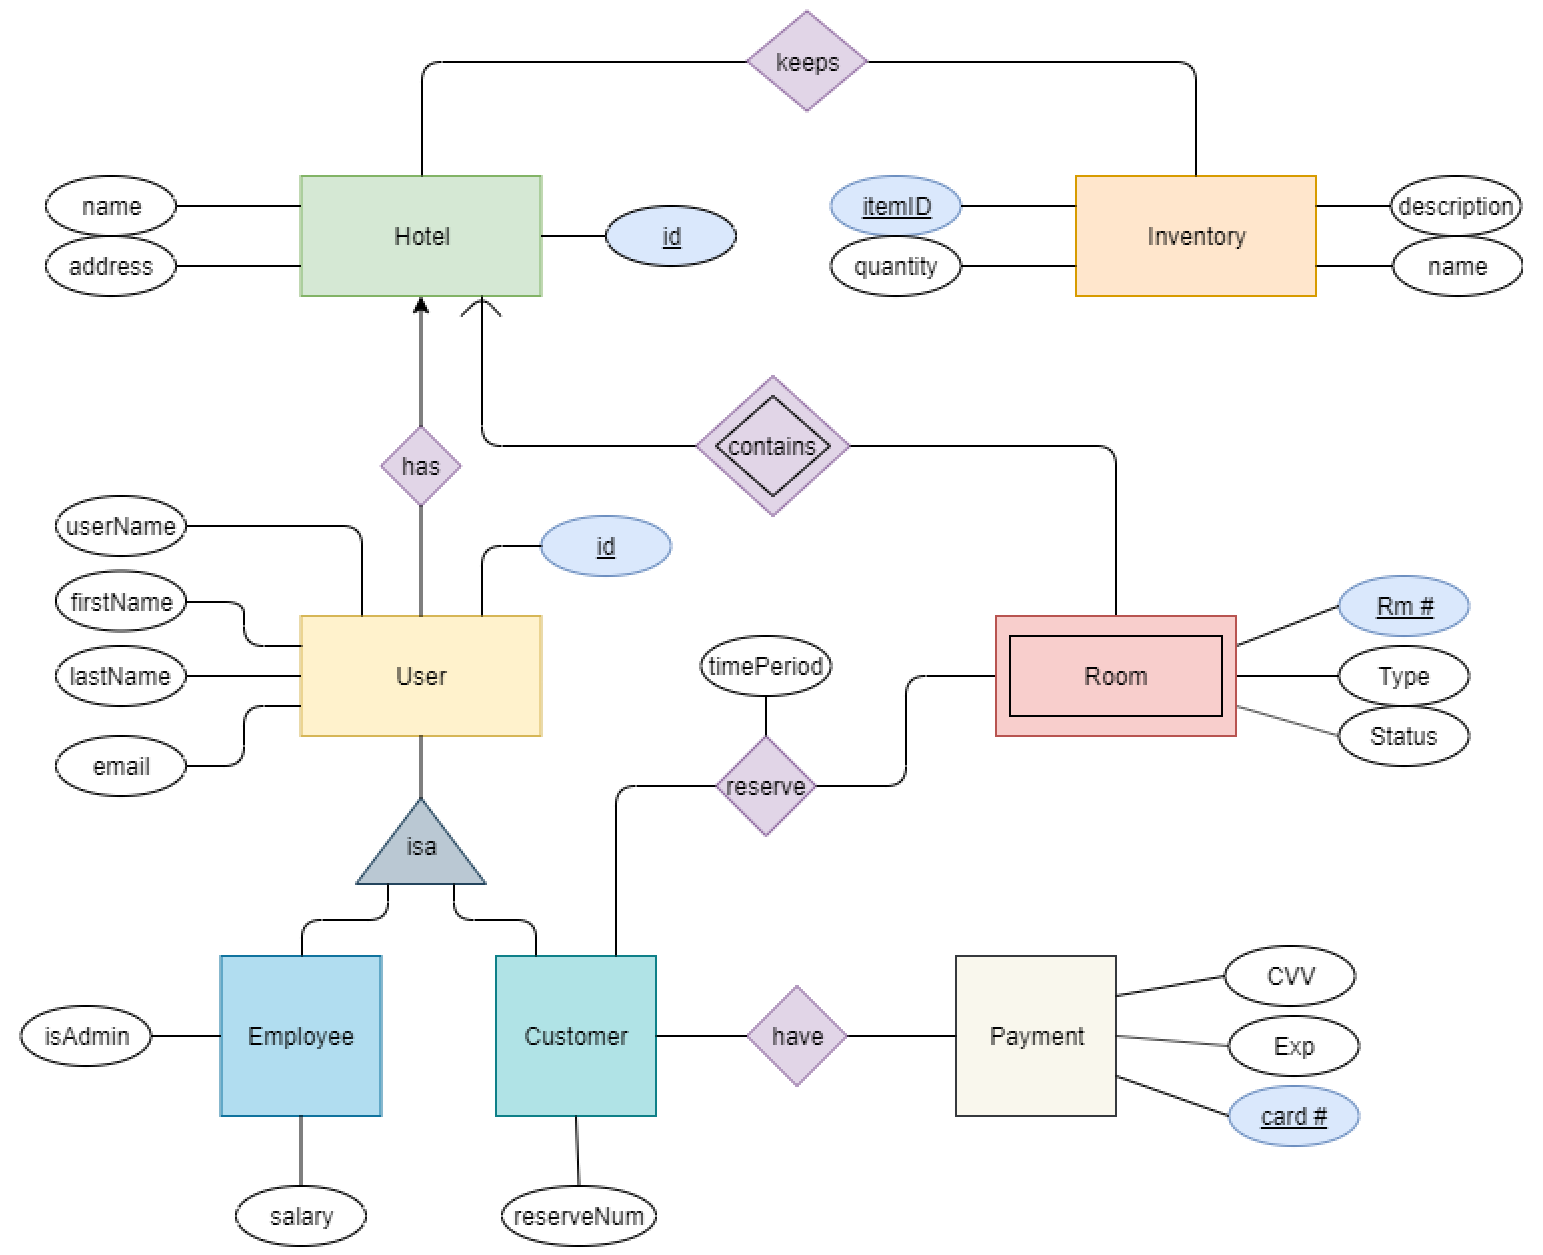 keeps
name
Hotel
id
address
itemID
Inventory
description
quantity
name
has
contains
userName
id
firstName
lastName
User
email
timePeriod
Room
Rm #
Type
Status
reserve
isa
isAdmin
Employee
Customer
have
Payment
CVV
Exp
card #
salary
reserveNum